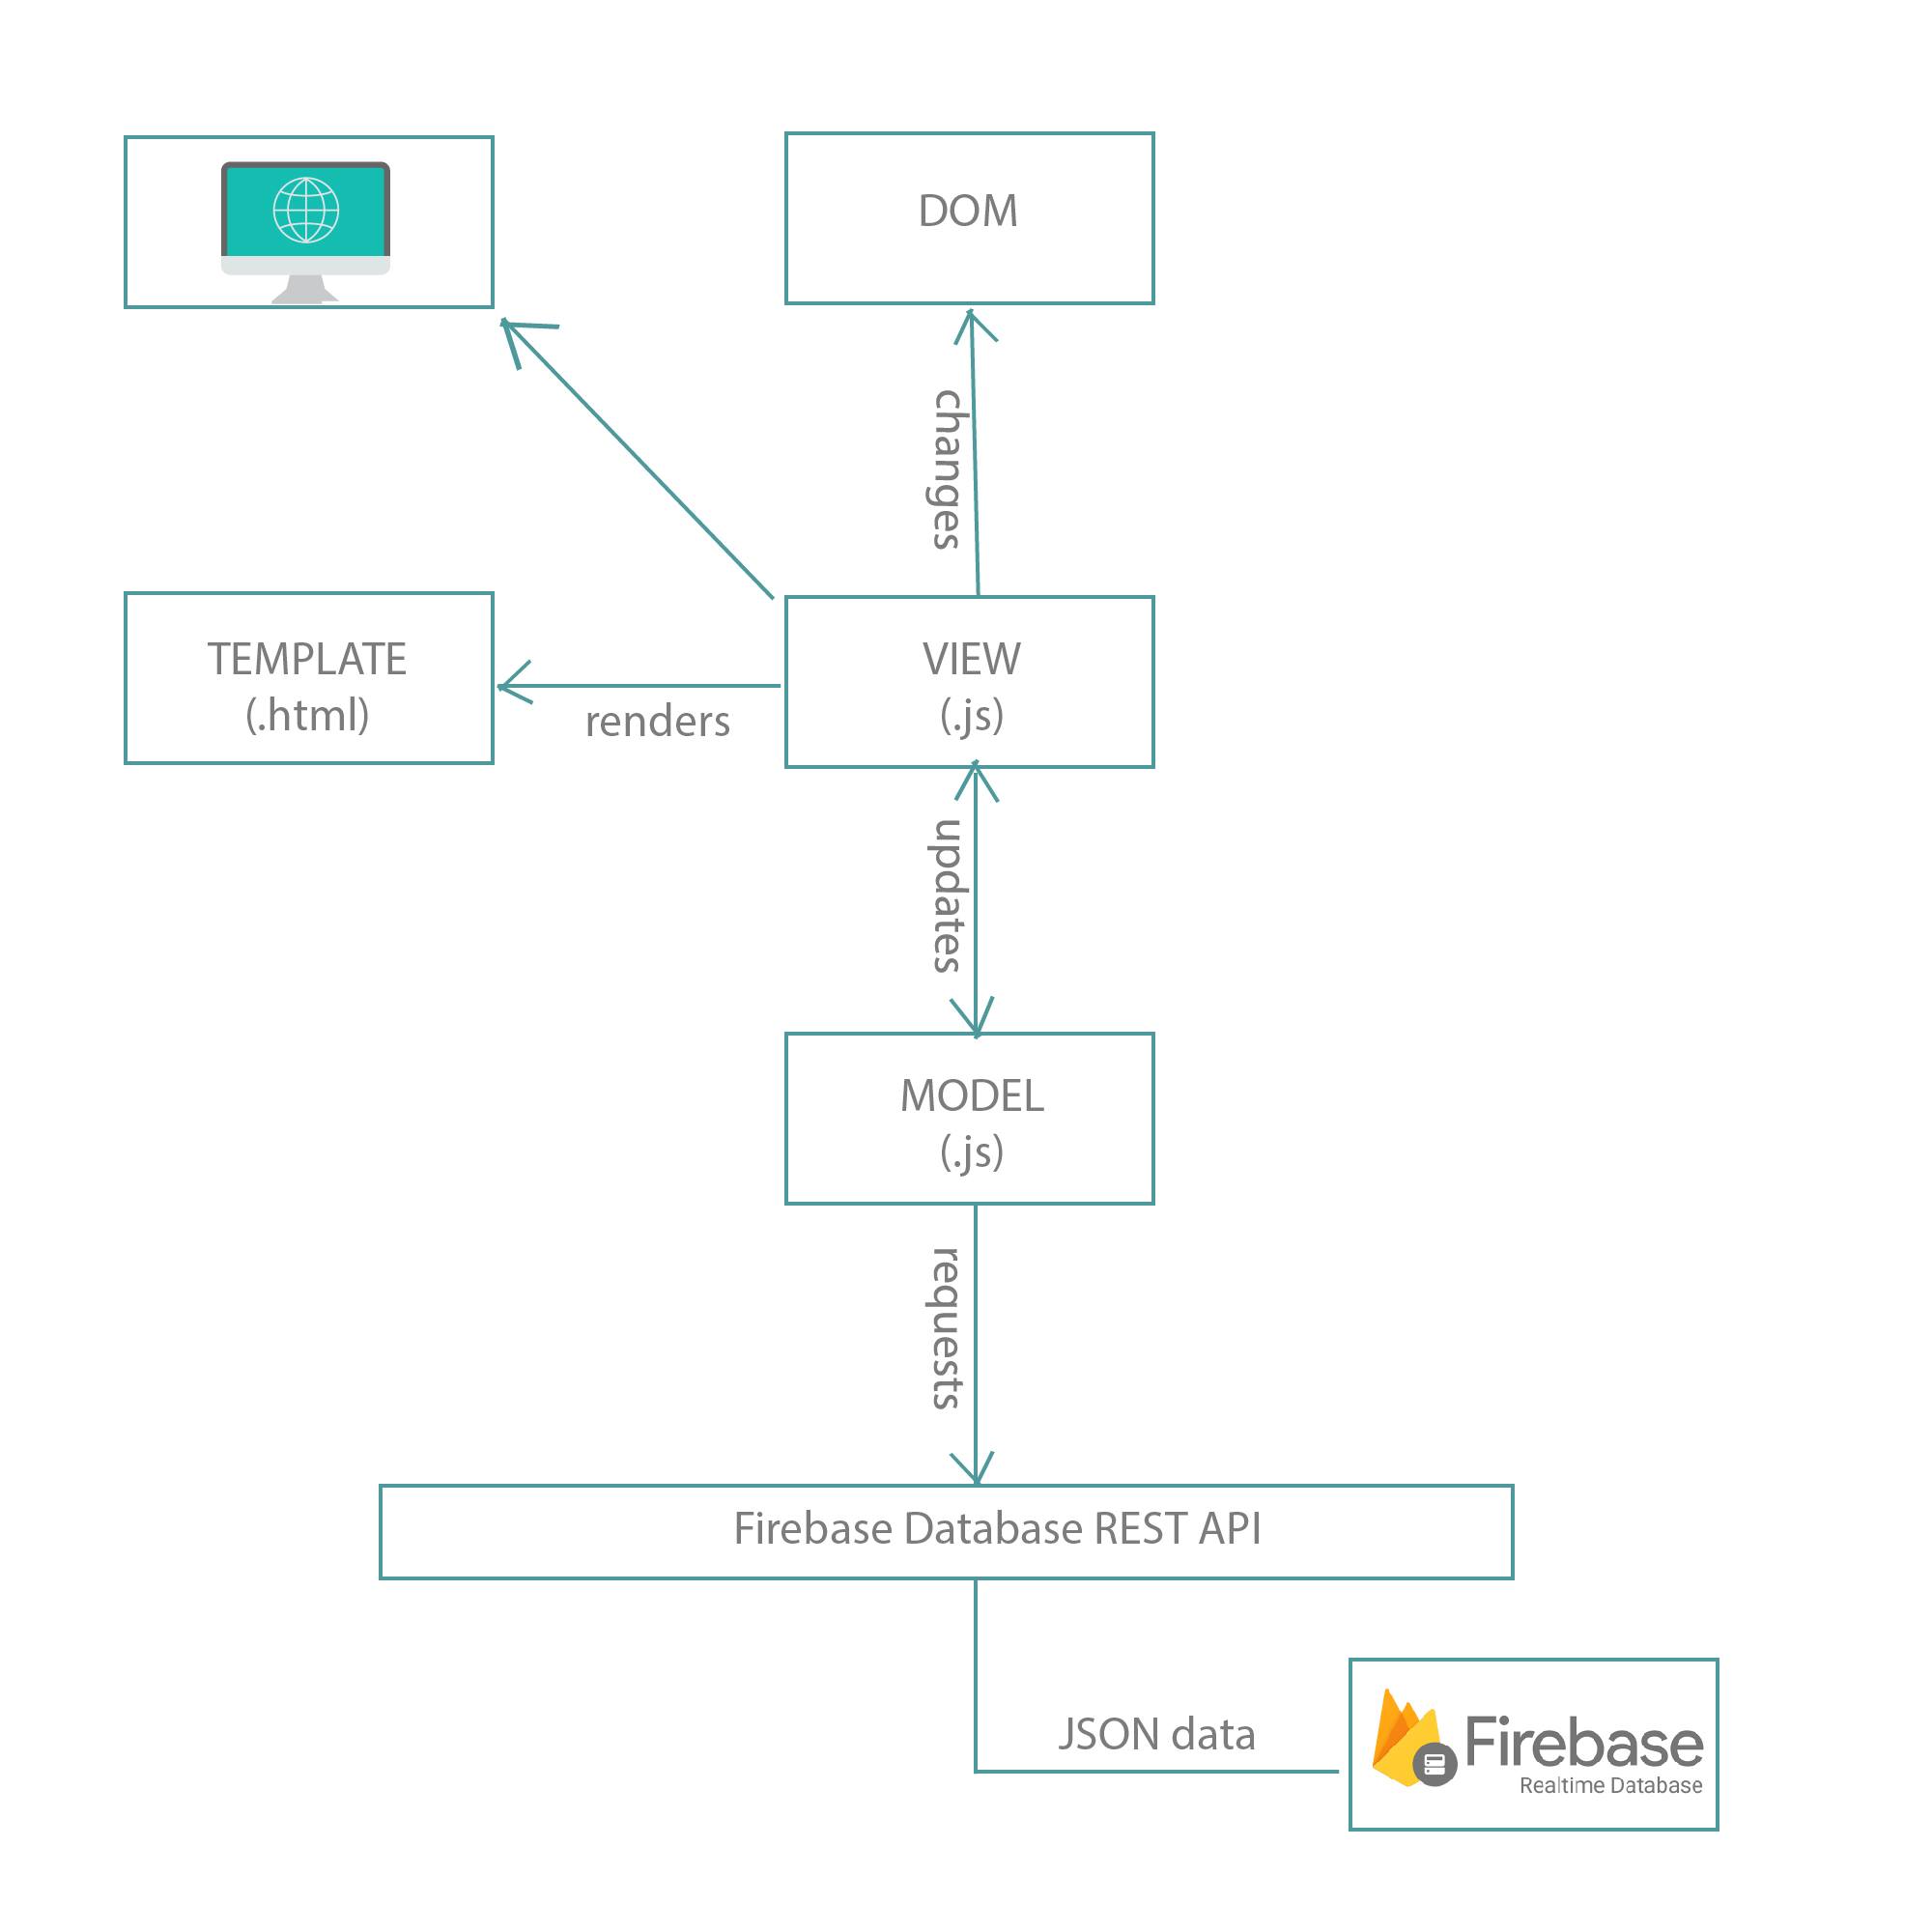 DOM
changes
TEMPLATE
(.html)
renders
VIEW
(.js)
updates
MODEL
(.js)
requests
Firebase Database REST API
JSON data
Firebase
Realtime Database